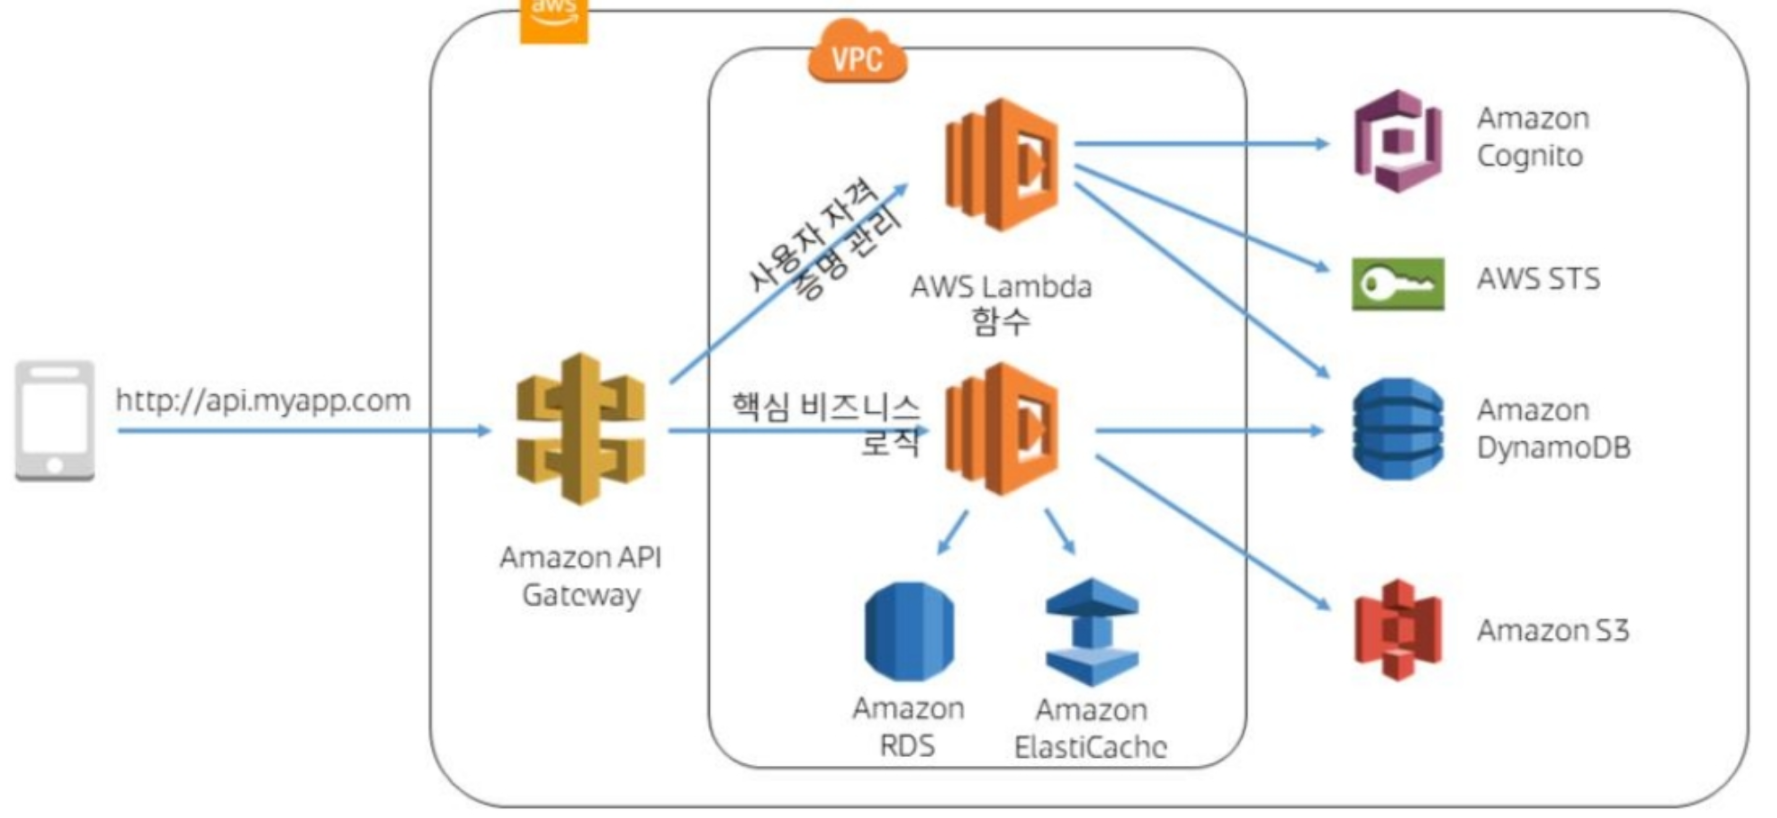 aws
VPC
http://api.myapp.com
Amazon API
Gateway
사용자 자격
증명 관리
핵심 비즈니스
로직
AWS Lambda
함수
Amazon
RDS
Amazon
ElastiCache
Amazon
Cognito
AWS STS
Amazon
DynamoDB
Amazon S3